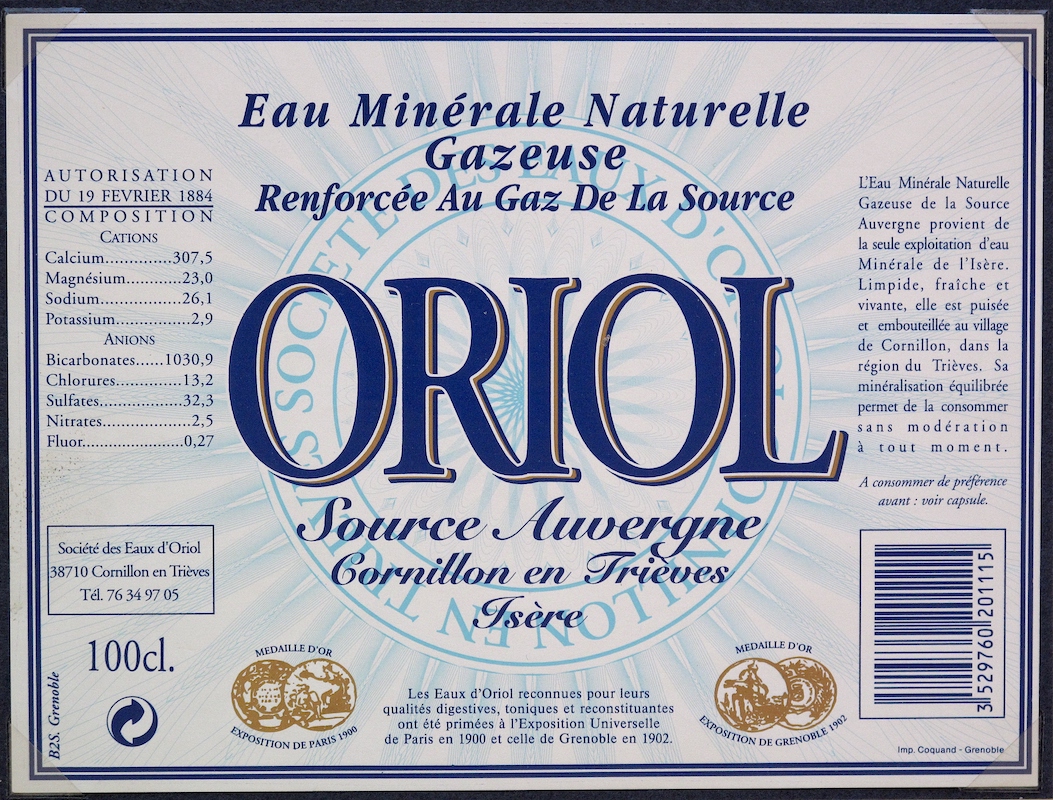 Eau Minérale Naturelle
Gazeuse
Renforcée Au Gaz De La Source
AUTORISATION
DU 19 FEVRIER 1884
COMPOSITION
CATIONS
Calcium..............307,5
Magnésium............23,0
Sodium...................26,1
Potassium.................2,9
ANIONS
Bicarbonates......1030,9
Chlorures..............13,2
Sulfates..................32,3
Nitrates....................2,5
Fluor.......................0,27
Société des Eaux d'Oriol
38710 Cornillon en Trièves
Tél. 76 34 97 05
100cl.
B2S. Grenoble
SOCIETE DES EAUX D'ORIOL
CORNILLON EN TRIEVES
ORIOL
Source Auvergne
Cornillon en Trièves
Isère
MEDAILLE D'OR
EXPOSITION DE PARIS 1900
Les Eaux d'Oriol reconnues pour leurs
qualités digestives, toniques et reconstituantes
ont été primées à l'Exposition Universelle
de Paris en 1900 et celle de Grenoble en 1902.
MEDAILLE D'OR
EXPOSITION DE GRENOBLE 1902
L'Eau Minérale Naturelle
Gazeuse de la Source
Auvergne provient de
la seule exploitation d'eau
Minérale de l'Isère.
Limpide, fraîche et
vivante, elle est puisée
et embouteillée au village
de Cornillon, dans la
région du Trièves. Sa
minéralisation équilibrée
permet de la consommer
sans modération
à tout moment.
A consommer de préférence
avant : voir capsule.
3 529760 201115
Imp. Coquand - Grenoble